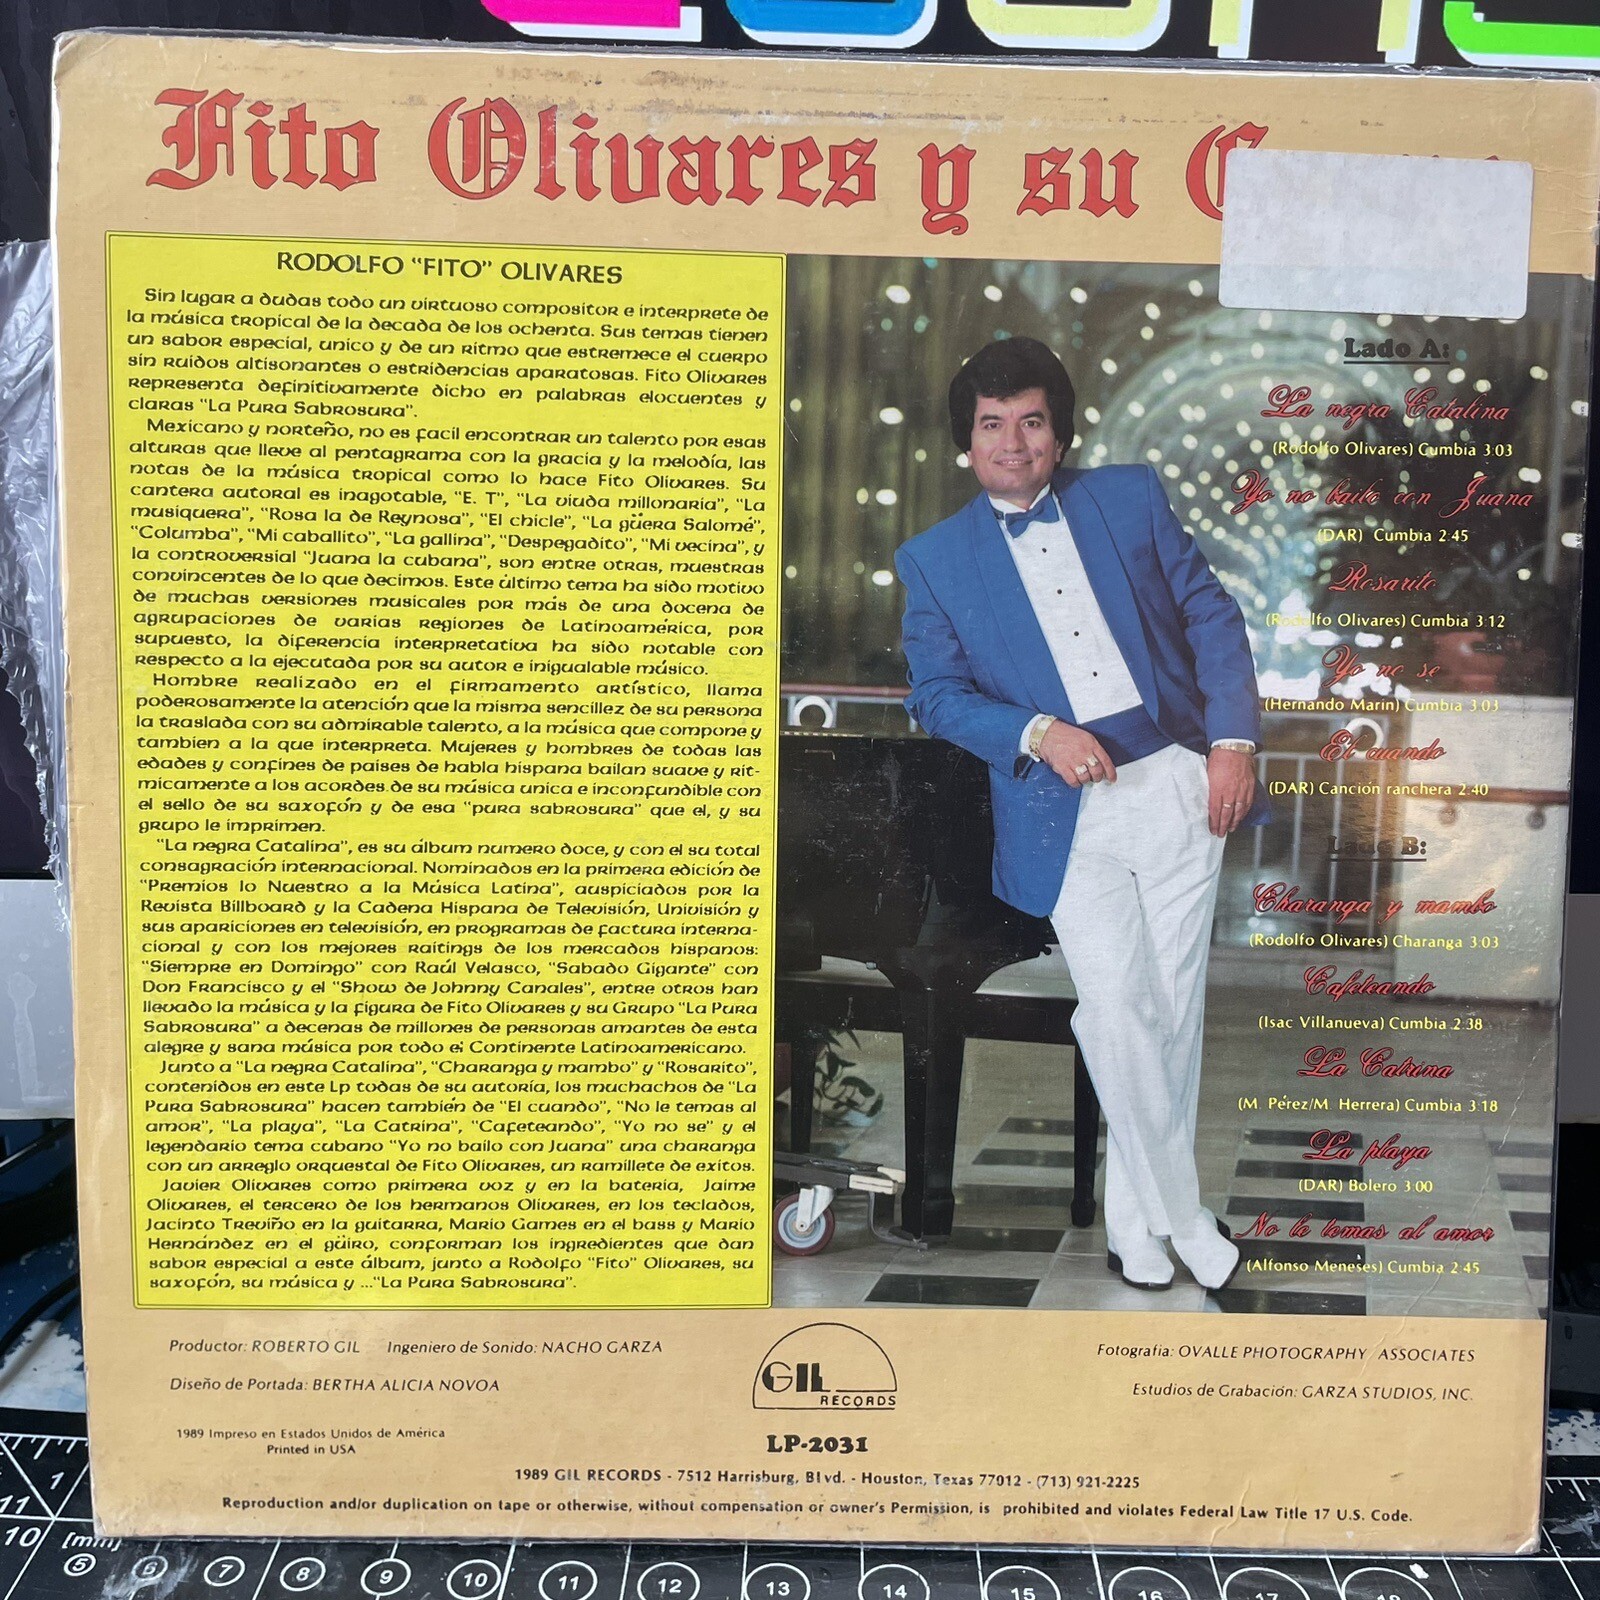 Fito Olivares y su
RODOLFO "FITO" OLIVARES
Sin lugar a dudas todo un virtuoso compositor e interprete de
la música tropical de la decada de los ochenta. Sus temas tienen
un sabor especial, unico y de un ritmo que estremece el cuerpo
sin ruidos altisonantes o estridencias aparatosas. Fito Olivares
representa definitivamente dicho en palabras elocuentes y
claras "La Pura Sabrosura".
Mexicano y norteño, no es facil encontrar un talento por esas
alturas que lleve al pentagrama con la gracia y la melodía, las
notas de la música tropical como lo hace Fito Olivares. Su
cantera autoral es inagotable, "E. T", "La viuda millonaria", "La
musiquera", "Rosa la de Reynosa", "El chicle", "La güera Salomé",
"Columba", "Mi caballito", "La gallina", "Despegadito", "Mi vecina", y
la controversial "Juana la cubana", son entre otras, muestras
convincentes de lo que decimos. Este último tema ha sido motivo
de muchas versiones musicales por más de una docena de
agrupaciones de varias regiones de Latinoamérica, por
supuesto, la diferencia interpretativa ha sido notable con
respecto a la ejecutada por su autor e inigualable músico.
Hombre realizado en el firmamento artístico, llama
poderosamente la atención que la misma sencillez de su persona
la traslada con su admirable talento, a la música que compone y
tambien a la que interpreta. Mujeres y hombres de todas las
edades y confines de paises de habla hispana bailan suave y rit-
micamente a los acordes de su música unica e inconfundible con
el sello de su saxofón y de esa "pura sabrosura" que el, y su
grupo le imprimen.
"La negra Catalina", es su álbum numero doce, y con el su total
consagración internacional. Nominados en la primera edición de
"Premios lo Nuestro a la Música Latina", auspiciados por la
Revista Billboard y la Cadena Hispana de Televisión, Univisión y
sus apariciones en televisión, en programas de factura interna-
cional y con los mejores raitings de los mercados hispanos:
"Siempre en Domingo" con Raúl Velasco, "Sabado Gigante" con
Don Francisco y el "Show de Johnny Canales", entre otros han
llevado la música y la figura de Fito Olivares y su Grupo "La Pura
Sabrosura" a decenas de millones de personas amantes de esta
alegre y sana música por todo el Continente Latinoamericano.
Junto a "La negra Catalina", "Charanga y mambo" y "Rosarito",
contenidos en este Lp todas de su autoría, los muchachos de "La
Pura Sabrosura" hacen también de "El cuando", "No le temas al
amor", "La playa", "La Catrina", "Cafeteando", "Yo no se" y el
legendario tema cubano "Yo no bailo con Juana" una charanga
con un arreglo orquestal de Fito Olivares, un ramillete de exitos.
Javier Olivares como primera voz y en la bateria, Jaime
Olivares, el tercero de los hermanos Olivares, en los teclados,
Jacinto Treviño en la guitarra, Mario Games en el bass y Mario
Hernández en el güiro, conforman los ingredientes que dan
sabor especial a este álbum, junto a Rodolfo "Fito" Olivares, su
saxofón, su música y ..."La Pura Sabrosura".
Lado A:
La negra Catalina
(Rodolfo Olivares) Cumbia 3:03
Yo no bailo con Juana
(DAR) Cumbia 2:45
Rosarito
(Rodolfo Olivares) Cumbia 3:12
Yo no se
(Hernando Marin) Cumbia 3:03
El cuando
(DAR) Canción ranchera 2:40
Lado B:
Charanga y mambo
(Rodolfo Olivares) Charanga 3:03
Cafeteando
(Isac Villanueva) Cumbia 2:38
La Catrina
(M. Pérez/M. Herrera) Cumbia 3:18
La playa
(DAR) Bolero 3:00
No le temas al amor
(Alfonso Meneses) Cumbia 2:45
Productor: ROBERTO GIL Ingeniero de Sonido: NACHO GARZA
Diseño de Portada: BERTHA ALICIA NOVOA
GIL
RECORDS
Fotografia: OVALLE PHOTOGRAPHY ASSOCIATES
Estudios de Grabación: GARZA STUDIOS, INC.
1989 Impreso en Estados Unidos de América
Printed in USA
LP-2031
1989 GIL RECORDS - 7512 Harrisburg, Blvd. - Houston, Texas 77012 - (713) 921-2225
Reproduction and/or duplication on tape or otherwise, without compensation or owner's Permission, is prohibited and violates Federal Law Title 17 U.S. Code.
1
11
10 [mm]
5 6 7 8 9 10 11 12 13 14 15 16 17 18